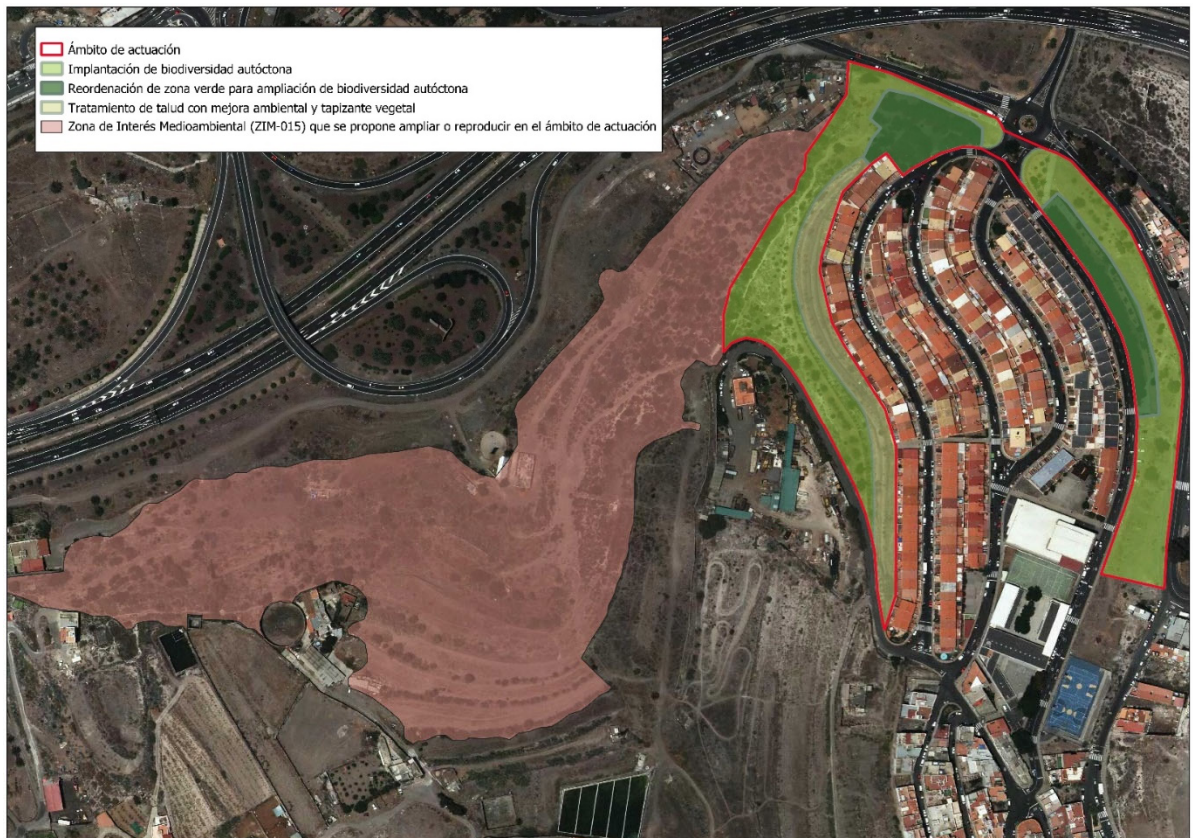 Ámbito de actuación
Implantación de biodiversidad autóctona
Reordenación de zona verde para ampliación de biodiversidad autóctona
Tratamiento de talud con mejora ambiental y tapizante vegetal
Zona de Interés Medioambiental (ZIM-015) que se propone ampliar o reproducir en el ámbito de actuación